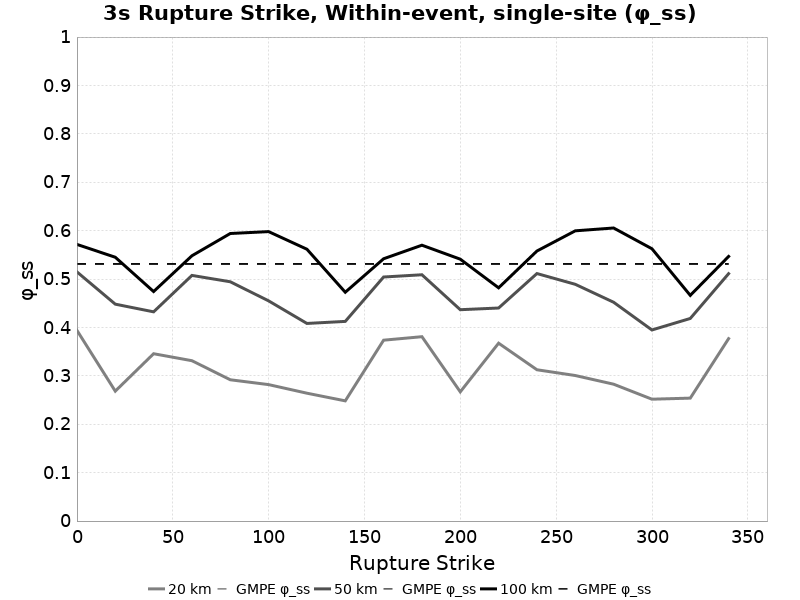 3s Rupture Strike, Within-event, single-site (φ_ss)
1
0.9
0.8
0.7
0.6
0.5
0.4
0.3
0.2
0.1
0
φ_ss
0 50 100 150 200 250 300 350
Rupture Strike
20 km GMPE φ_ss 50 km GMPE φ_ss 100 km GMPE φ_ss